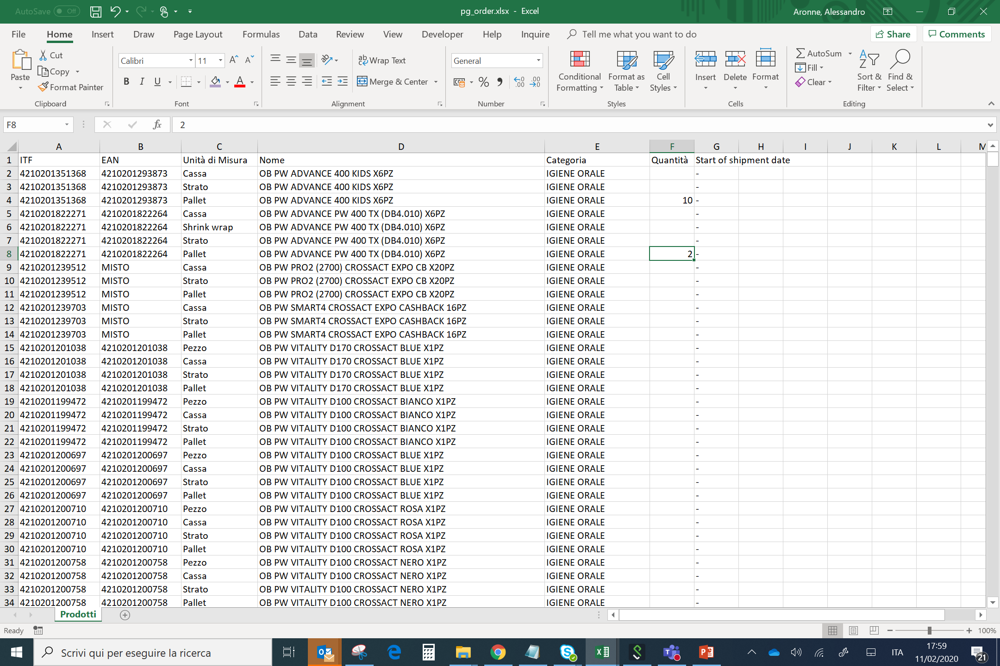 AutoSave Off pg_order.xlsx - Excel Aronne, Alessandro
File Home Insert Draw Page Layout Formulas Data Review View Developer Help Inquire Tell me what you want to do Share Comments
Paste Cut Copy Format Painter Clipboard
Calibri 11 B I U A Font
ab Wrap Text Merge & Center Alignment
General % Number
Conditional Formatting Format as Table Cell Styles Styles
Insert Delete Format Cells
AutoSum Fill Clear Sort & Filter Find & Select Editing
F8 fx 2
A B C D E F G H I J K L M
1 ITF EAN Unità di Misura Nome Categoria Quantità Start of shipment date
2 4210201351368 4210201293873 Cassa OB PW ADVANCE 400 KIDS X6PZ IGIENE ORALE -
3 4210201351368 4210201293873 Strato OB PW ADVANCE 400 KIDS X6PZ IGIENE ORALE -
4 4210201351368 4210201293873 Pallet OB PW ADVANCE 400 KIDS X6PZ IGIENE ORALE 10 -
5 4210201822271 4210201822264 Cassa OB PW ADVANCE PW 400 TX (DB4.010) X6PZ IGIENE ORALE -
6 4210201822271 4210201822264 Shrink wrap OB PW ADVANCE PW 400 TX (DB4.010) X6PZ IGIENE ORALE -
7 4210201822271 4210201822264 Strato OB PW ADVANCE PW 400 TX (DB4.010) X6PZ IGIENE ORALE -
8 4210201822271 4210201822264 Pallet OB PW ADVANCE PW 400 TX (DB4.010) X6PZ IGIENE ORALE 2 -
9 4210201239512 MISTO Cassa OB PW PRO2 (2700) CROSSACT EXPO CB X20PZ IGIENE ORALE -
10 4210201239512 MISTO Strato OB PW PRO2 (2700) CROSSACT EXPO CB X20PZ IGIENE ORALE -
11 4210201239512 MISTO Pallet OB PW PRO2 (2700) CROSSACT EXPO CB X20PZ IGIENE ORALE -
12 4210201239703 MISTO Cassa OB PW SMART4 CROSSACT EXPO CASHBACK 16PZ IGIENE ORALE -
13 4210201239703 MISTO Strato OB PW SMART4 CROSSACT EXPO CASHBACK 16PZ IGIENE ORALE -
14 4210201239703 MISTO Pallet OB PW SMART4 CROSSACT EXPO CASHBACK 16PZ IGIENE ORALE -
15 4210201201038 4210201201038 Pezzo OB PW VITALITY D170 CROSSACT BLUE X1PZ IGIENE ORALE -
16 4210201201038 4210201201038 Cassa OB PW VITALITY D170 CROSSACT BLUE X1PZ IGIENE ORALE -
17 4210201201038 4210201201038 Strato OB PW VITALITY D170 CROSSACT BLUE X1PZ IGIENE ORALE -
18 4210201201038 4210201201038 Pallet OB PW VITALITY D170 CROSSACT BLUE X1PZ IGIENE ORALE -
19 4210201199472 4210201199472 Pezzo OB PW VITALITY D100 CROSSACT BIANCO X1PZ IGIENE ORALE -
20 4210201199472 4210201199472 Cassa OB PW VITALITY D100 CROSSACT BIANCO X1PZ IGIENE ORALE -
21 4210201199472 4210201199472 Strato OB PW VITALITY D100 CROSSACT BIANCO X1PZ IGIENE ORALE -
22 4210201199472 4210201199472 Pallet OB PW VITALITY D100 CROSSACT BIANCO X1PZ IGIENE ORALE -
23 4210201200697 4210201200697 Pezzo OB PW VITALITY D100 CROSSACT BLUE X1PZ IGIENE ORALE -
24 4210201200697 4210201200697 Cassa OB PW VITALITY D100 CROSSACT BLUE X1PZ IGIENE ORALE -
25 4210201200697 4210201200697 Strato OB PW VITALITY D100 CROSSACT BLUE X1PZ IGIENE ORALE -
26 4210201200697 4210201200697 Pallet OB PW VITALITY D100 CROSSACT BLUE X1PZ IGIENE ORALE -
27 4210201200710 4210201200710 Pezzo OB PW VITALITY D100 CROSSACT ROSA X1PZ IGIENE ORALE -
28 4210201200710 4210201200710 Cassa OB PW VITALITY D100 CROSSACT ROSA X1PZ IGIENE ORALE -
29 4210201200710 4210201200710 Strato OB PW VITALITY D100 CROSSACT ROSA X1PZ IGIENE ORALE -
30 4210201200710 4210201200710 Pallet OB PW VITALITY D100 CROSSACT ROSA X1PZ IGIENE ORALE -
31 4210201200758 4210201200758 Pezzo OB PW VITALITY D100 CROSSACT NERO X1PZ IGIENE ORALE -
32 4210201200758 4210201200758 Cassa OB PW VITALITY D100 CROSSACT NERO X1PZ IGIENE ORALE -
33 4210201200758 4210201200758 Strato OB PW VITALITY D100 CROSSACT NERO X1PZ IGIENE ORALE -
34 4210201200758 4210201200758 Pallet OB PW VITALITY D100 CROSSACT NERO X1PZ IGIENE ORALE -
Prodotti
Ready 100%
Scrivi qui per eseguire la ricerca ITA 17:59
11/02/2020 21